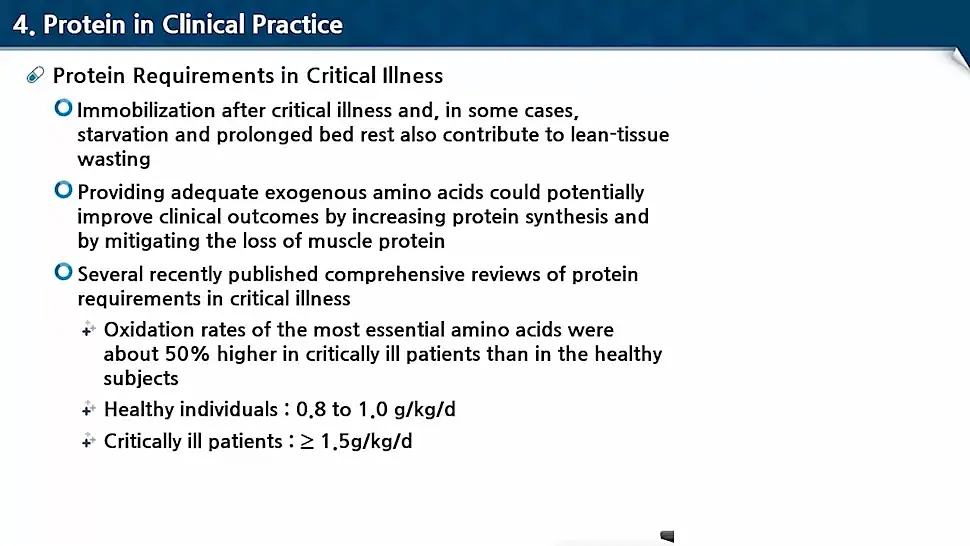 4. Protein in Clinical Practice
Protein Requirements in Critical Illness
Immobilization after critical illness and, in some cases,
starvation and prolonged bed rest also contribute to lean-tissue
wasting
Providing adequate exogenous amino acids could potentially
improve clinical outcomes by increasing protein synthesis and
by mitigating the loss of muscle protein
Several recently published comprehensive reviews of protein
requirements in critical illness
Oxidation rates of the most essential amino acids were
about 50% higher in critically ill patients than in the healthy
subjects
Healthy individuals : 0.8 to 1.0 g/kg/d
Critically ill patients : ≥ 1.5g/kg/d